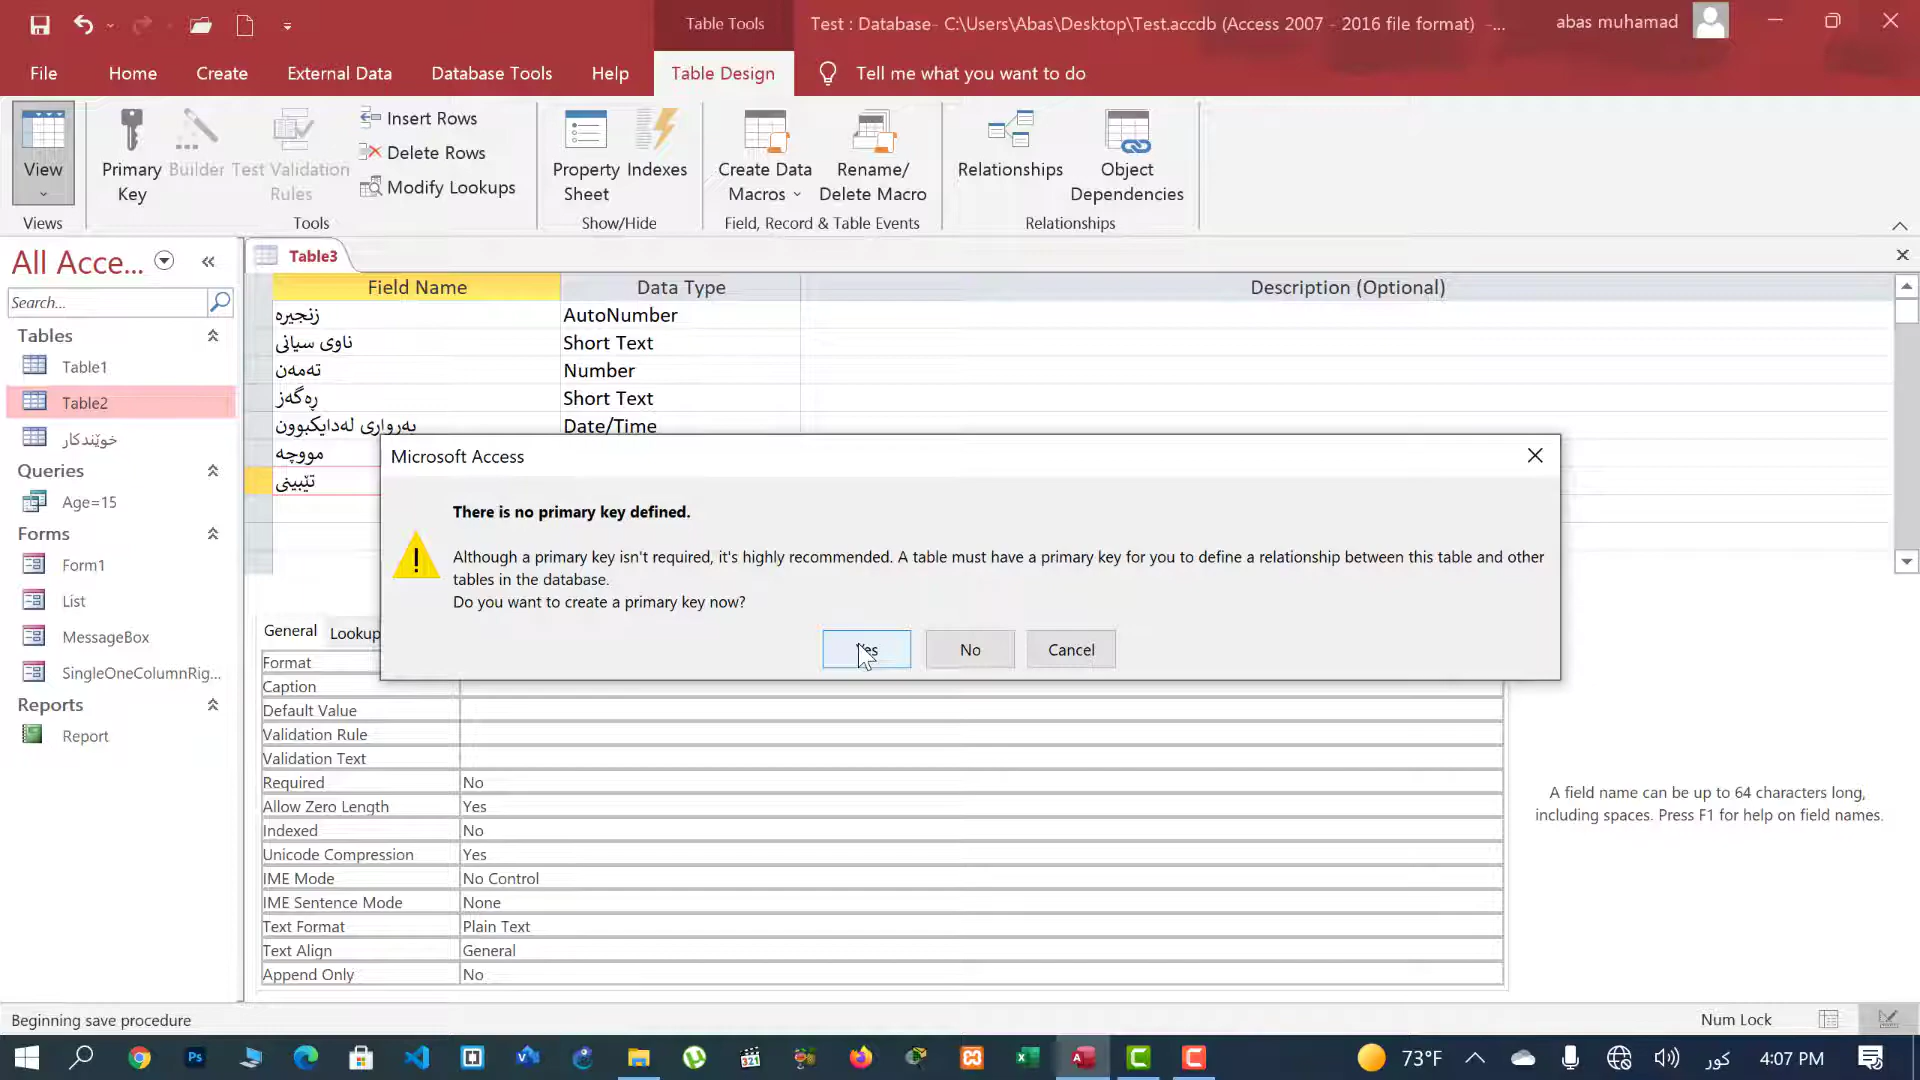 Table Tools
Test : Database- C:\Users\Abas\Desktop\Test.accdb (Access 2007 - 2016 file format) -...
abas muhamad
File
Home
Create
External Data
Database Tools
Help
Table Design
Tell me what you want to do
View
Primary Key
Builder
Test Validation Rules
Insert Rows
Delete Rows
Modify Lookups
Property Sheet
Indexes
Create Data Macros
Rename/ Delete Macro
Relationships
Object Dependencies
Views
Tools
Show/Hide
Field, Record & Table Events
Relationships
All Acce...
Search...
Tables
Table1
Table2
خوێندکار
Queries
Age=15
Forms
Form1
List
MessageBox
SingleOneColumnRig...
Reports
Report
Table3
Field Name
Data Type
Description (Optional)
زنجیرە
AutoNumber
ناوی سیانی
Short Text
تەمەن
Number
ڕەگەز
Short Text
بەرواری لەدایکبوون
Date/Time
مووچە
تێبینی
Microsoft Access
There is no primary key defined.
Although a primary key isn't required, it's highly recommended. A table must have a primary key for you to define a relationship between this table and other
tables in the database.
Do you want to create a primary key now?
Yes
No
Cancel
General
Lookup
Format
Caption
Default Value
Validation Rule
Validation Text
Required No
Allow Zero Length Yes
Indexed No
Unicode Compression Yes
IME Mode No Control
IME Sentence Mode None
Text Format Plain Text
Text Align General
Append Only No
A field name can be up to 64 characters long,
including spaces. Press F1 for help on field names.
Beginning save procedure
Num Lock
73°F
كور
4:07 PM